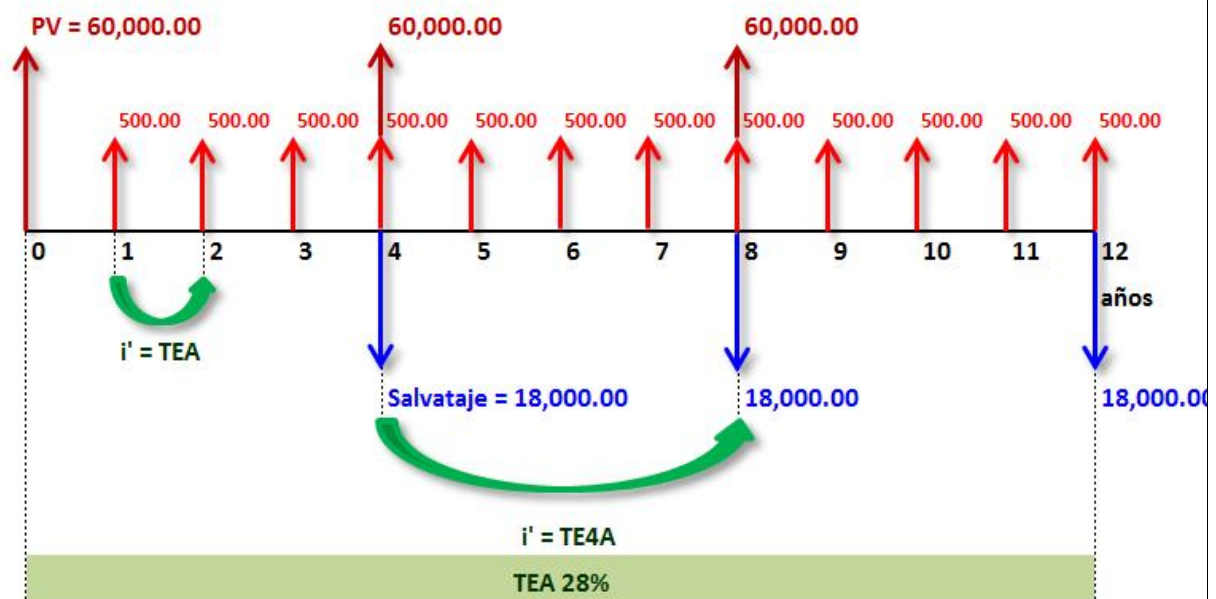 PV = 60,000.00 60,000.00 60,000.00
500.00 500.00 500.00 500.00 500.00 500.00 500.00 500.00 500.00 500.00 500.00 500.00
0 1 2 3 4 5 6 7 8 9 10 11 12
años
i' = TEA
Salvataje = 18,000.00 18,000.00 18,000.00
i' = TE4A
TEA 28%